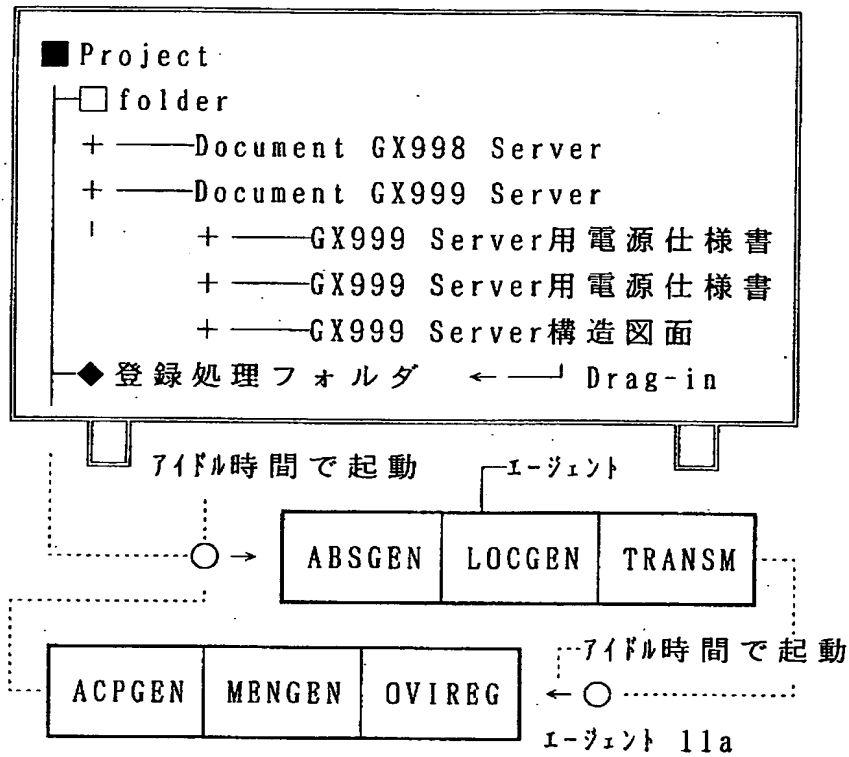 Project
folder
Document GX998 Server
Document GX999 Server
GX999 Server用電源仕様書
GX999 Server用電源仕様書
GX999 Server構造図面
登録処理フォルダ ← Drag-in
ｱｲﾄﾞﾙ時間で起動
ｴｰｼﾞｪﾝﾄ
ABSGEN LOCGEN TRANSM
ｱｲﾄﾞﾙ時間で起動
ACPGEN MENGEN OVIREG
ｴｰｼﾞｪﾝﾄ 11a